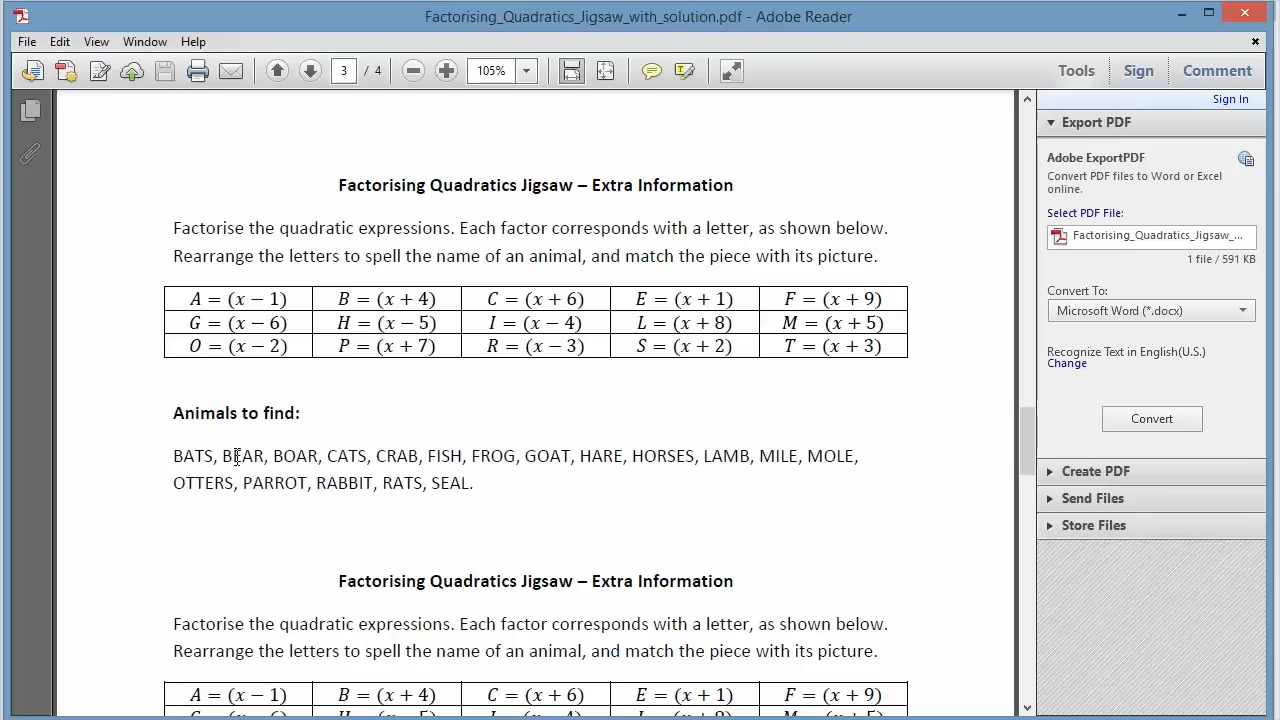 Factorising_Quadratics_Jigsaw_with_solution.pdf - Adobe Reader
File Edit View Window Help
3 / 4 105% Tools Sign Comment
Sign In
Export PDF
Adobe ExportPDF
Convert PDF files to Word or Excel
online.
Select PDF File:
Factorising_Quadratics_Jigsaw_...
1 file / 591 KB
Convert To:
Microsoft Word (*.docx)
Recognize Text in English(U.S.)
Change
Convert
Create PDF
Send Files
Store Files
Factorising Quadratics Jigsaw – Extra Information
Factorise the quadratic expressions. Each factor corresponds with a letter, as shown below.
Rearrange the letters to spell the name of an animal, and match the piece with its picture.
A = (x − 1) B = (x + 4) C = (x + 6) E = (x + 1) F = (x + 9)
G = (x − 6) H = (x − 5) I = (x − 4) L = (x + 8) M = (x + 5)
O = (x − 2) P = (x + 7) R = (x − 3) S = (x + 2) T = (x + 3)
Animals to find:
BATS, BEAR, BOAR, CATS, CRAB, FISH, FROG, GOAT, HARE, HORSES, LAMB, MILE, MOLE,
OTTERS, PARROT, RABBIT, RATS, SEAL.
Factorising Quadratics Jigsaw – Extra Information
Factorise the quadratic expressions. Each factor corresponds with a letter, as shown below.
Rearrange the letters to spell the name of an animal, and match the piece with its picture.
A = (x − 1) B = (x + 4) C = (x + 6) E = (x + 1) F = (x + 9)